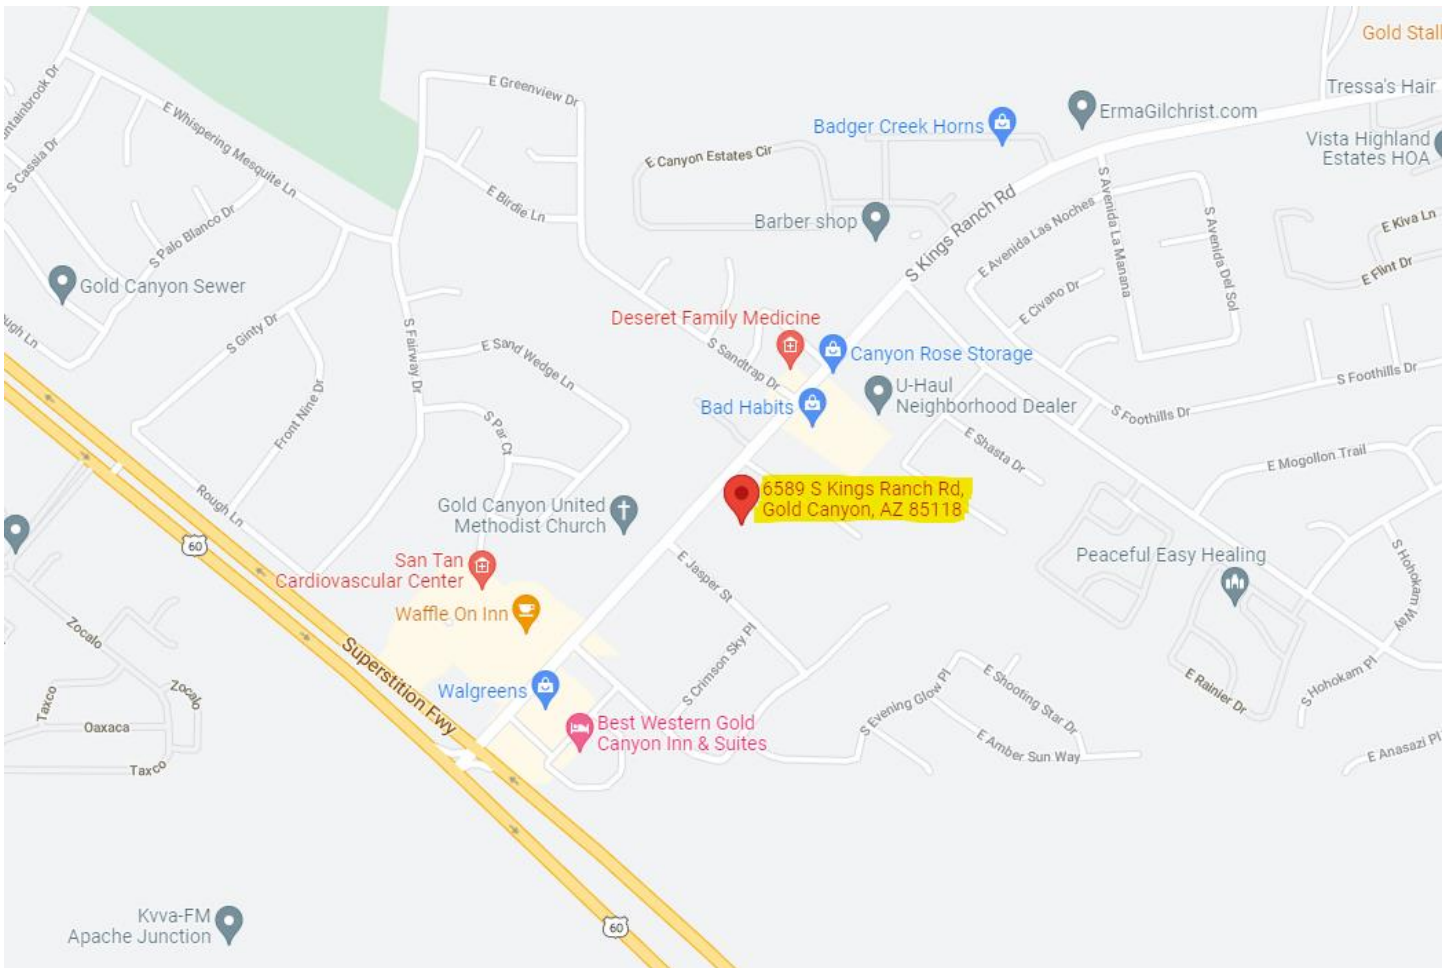 Gold Stall
Tressa's Hair
ErmaGilchrist.com
Vista Highland
Estates HOA
Badger Creek Horns
E Greenview Dr
E Canyon Estates Cir
E Whispering Mesquite Ln
S Cassia Dr
E Birdie Ln
S Palo Blanco Dr
Barber shop
S Kings Ranch Rd
E Avenida Las Noches
S Avenida La Manana
S Avenida Del Sol
E Kiva Ln
E Flint Dr
Gold Canyon Sewer
ugh Ln
S Ginty Dr
S Fairway Dr
E Sand Wedge Ln
Deseret Family Medicine
E Civano Dr
S Sandtrap Dr
Canyon Rose Storage
U-Haul
Neighborhood Dealer
Bad Habits
S Foothills Dr
S Foothills Dr
Front Nine Dr
S Par Ct
E Shasta Dr
E Mogollon Trail
Rough Ln
6589 S Kings Ranch Rd,
Gold Canyon, AZ 85118
Gold Canyon United
Methodist Church
60
San Tan
Cardiovascular Center
E Jasper St
Peaceful Easy Healing
S Hohokam Way
Waffle On Inn
Zocalo
Superstition Fwy
S Crimson Sky Pl
Zocalo
Taxco
Oaxaca
Taxco
Walgreens
Best Western Gold
Canyon Inn & Suites
S Evening Glow Pl
E Shooting Star Dr
E Amber Sun Way
E Rainier Dr
S Hohokam Pl
E Anasazi Pl
Kvva-FM
Apache Junction
60